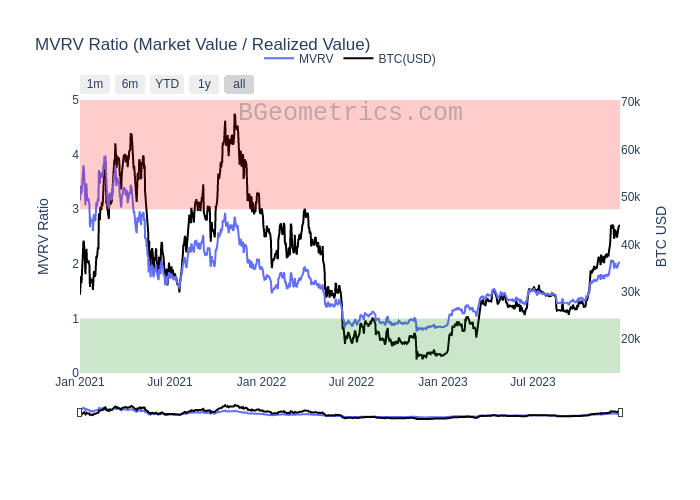 MVRV Ratio (Market Value / Realized Value)
MVRV BTC(USD)
1m 6m YTD 1y all
BGeometrics.com
5
4
3
2
1
0
MVRV Ratio
70k
60k
50k
40k
30k
20k
BTC USD
Jan 2021 Jul 2021 Jan 2022 Jul 2022 Jan 2023 Jul 2023